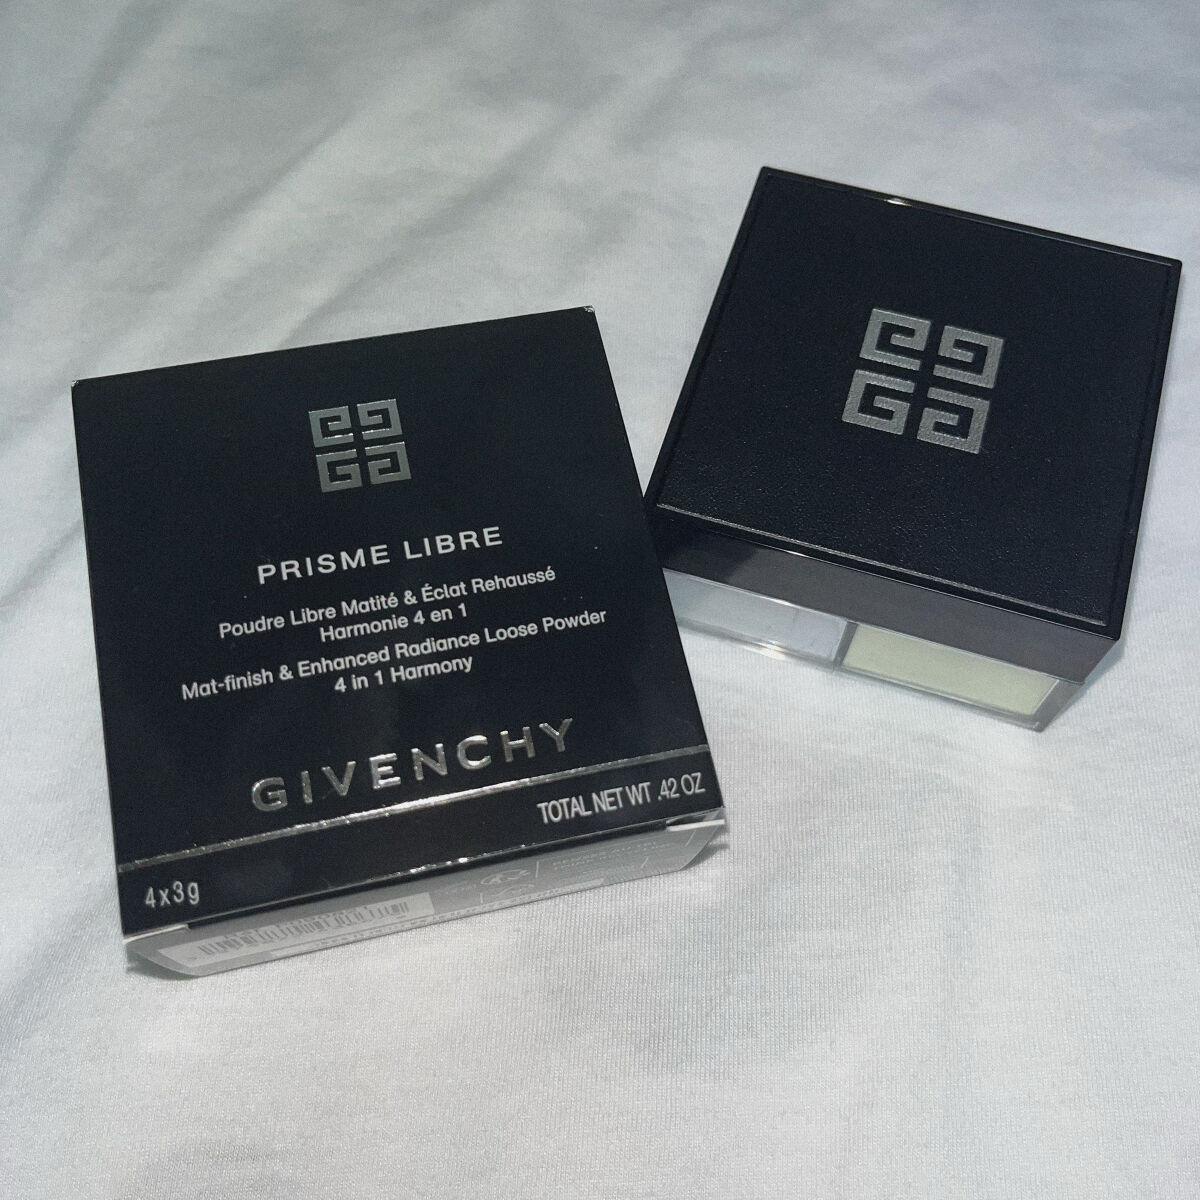 PRISME LIBRE
Poudre Libre Matité & Éclat Rehaussé
Harmonie 4 en 1
Mat-finish & Enhanced Radiance Loose Powder
4 in 1 Harmony
GIVENCHY
TOTAL NET WT .42 OZ
4x3g